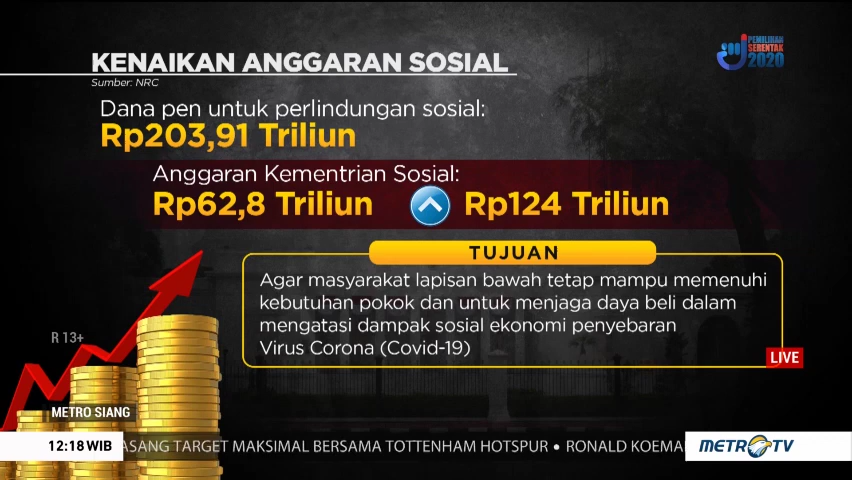 KENAIKAN ANGGARAN SOSIAL
Sumber: NRC
PEMILIHAN
SERENTAK
2020
Dana pen untuk perlindungan sosial:
Rp203,91 Triliun
Anggaran Kementrian Sosial:
Rp62,8 Triliun Rp124 Triliun
TUJUAN
Agar masyarakat lapisan bawah tetap mampu memenuhi
kebutuhan pokok dan untuk menjaga daya beli dalam
mengatasi dampak sosial ekonomi penyebaran
Virus Corona (Covid-19)
R 13+
LIVE
METRO SIANG
12:18 WIB ASANG TARGET MAKSIMAL BERSAMA TOTTENHAM HOTSPUR • RONALD KOEMA METRO TV